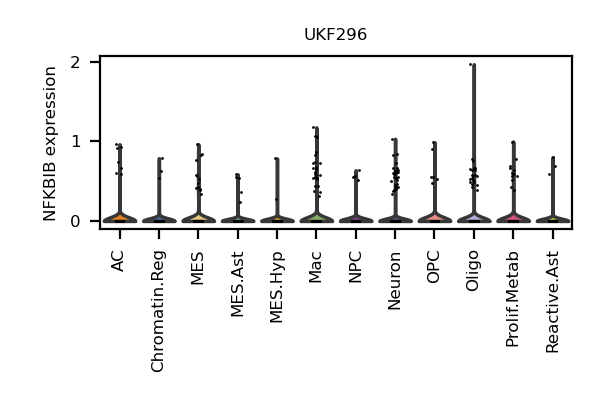 UKF296
NFKBIB expression
2
1
0
AC
Chromatin.Reg
MES
MES.Ast
MES.Hyp
Mac
NPC
Neuron
OPC
Oligo
Prolif.Metab
Reactive.Ast